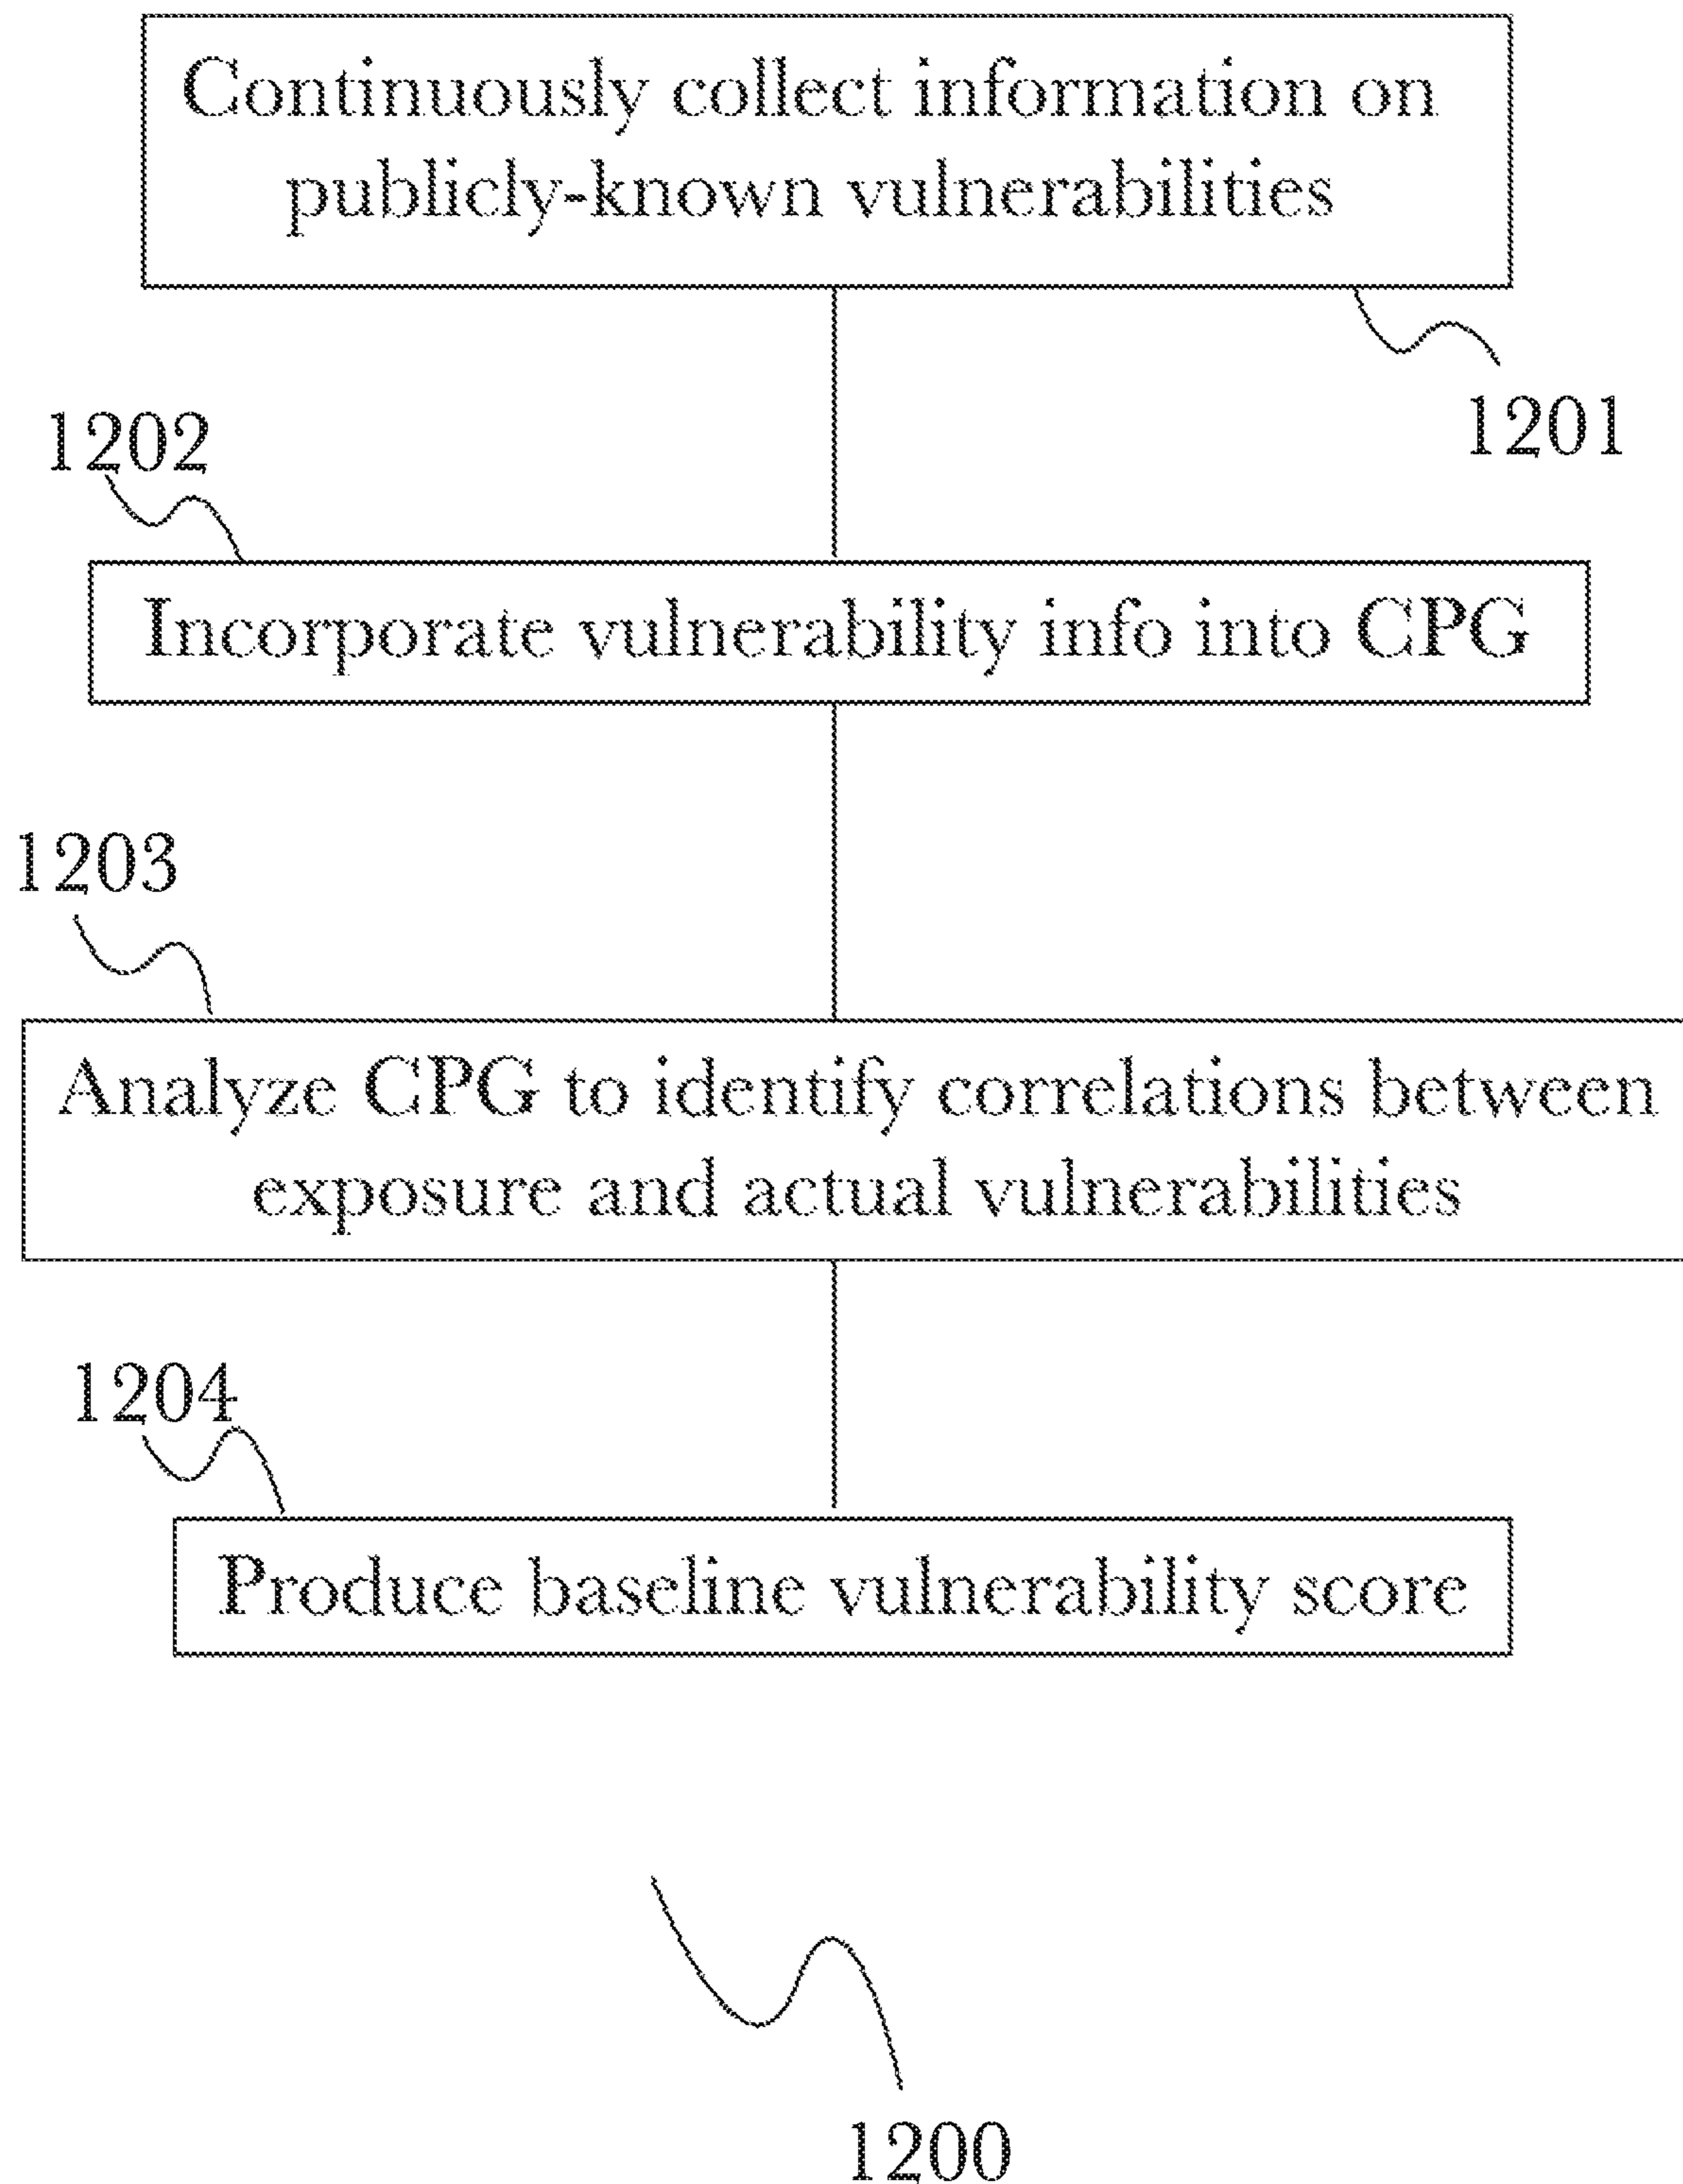 Continuously collect information on
publicly-known vulnerabilities
1201
1202
Incorporate vulnerability info into CPG
1203
Analyze CPG to identify correlations between
exposure and actual vulnerabilities
1204
Produce baseline vulnerability score
1200